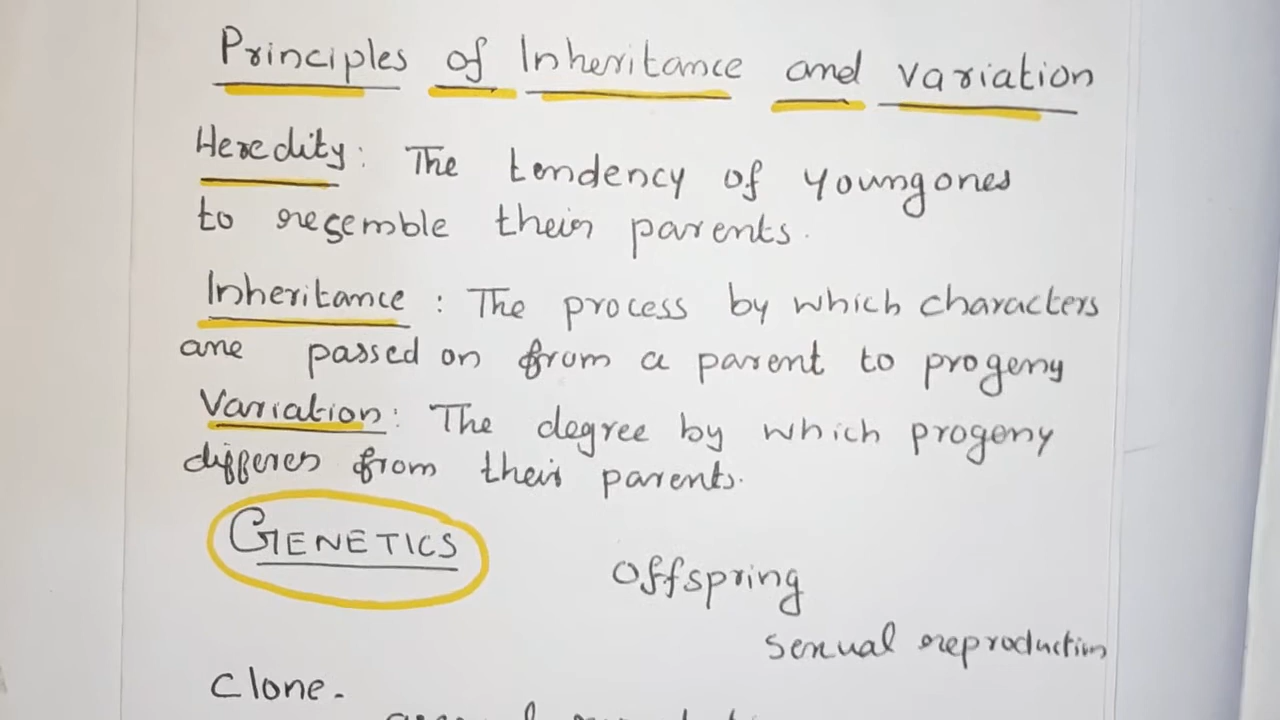 Principles of Inheritance and variation
Heredity: The tendency of youngones
to resemble their parents.
Inheritance : The process by which characters
are passed on from a parent to progeny
Variation: The degree by which progeny
differes from their parents.
GENETICS
Offspring
sexual reproduction
Clone -